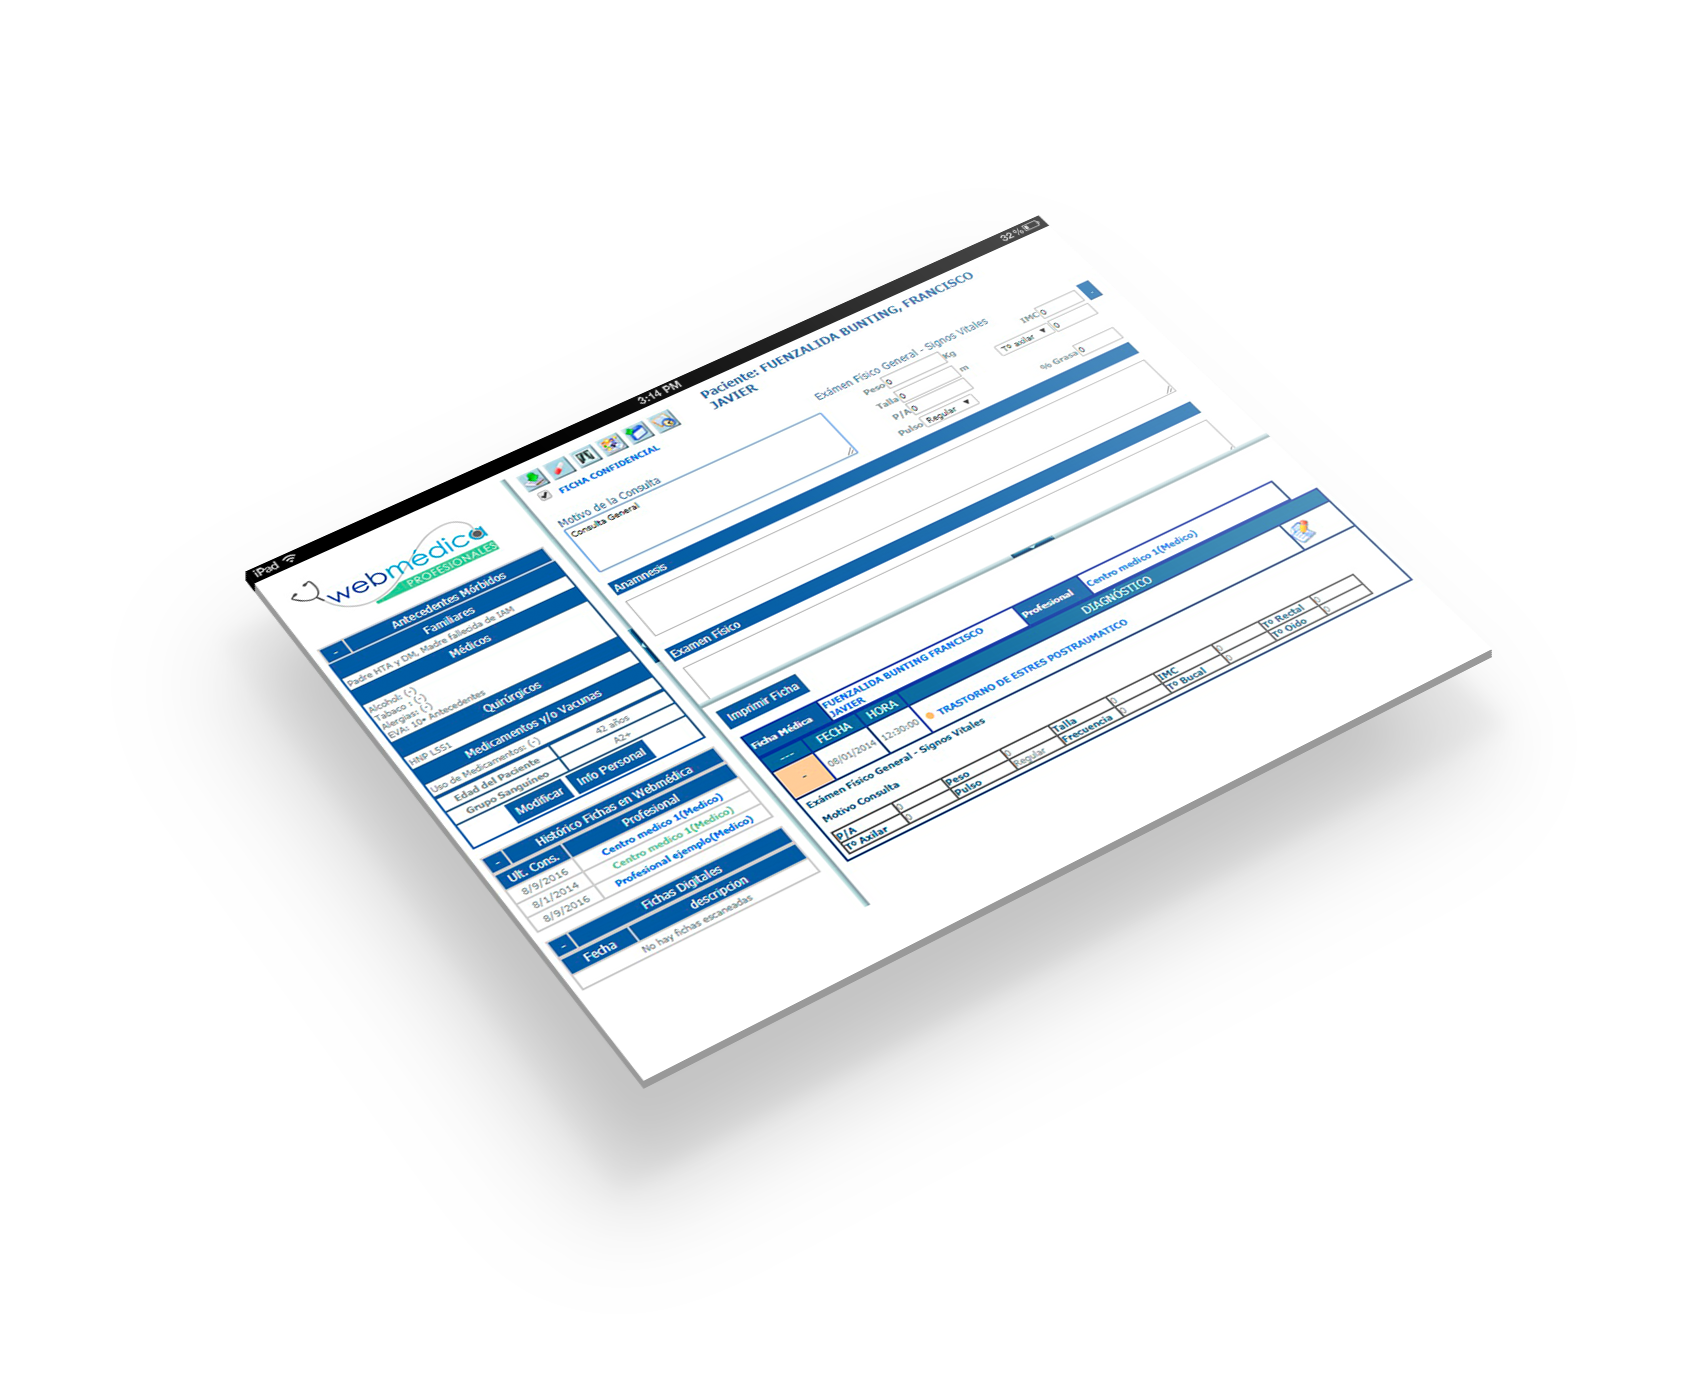 iPad
3:14 PM
32 %
webmédica
PROFESIONALES
- Antecedentes Mórbidos
Familiares
Padre HTA y DM, Madre fallecida de IAM
Médicos
Alcohol: (-)
Tabaco : (-)
Alergias: (-)
EVA: 10* Antecedentes
Quirúrgicos
HNP L5S1
Medicamentos y/o Vacunas
Uso de Medicamentos: (-)
Edad del Paciente 42 años
Grupo Sanguíneo A2+
Modificar Info Personal
- Histórico Fichas en Webmédica
Ult. Cons. Profesional
8/9/2016 Centro medico 1(Medico)
8/1/2014 Centro medico 1(Medico)
8/9/2016 Profesional ejemplo(Medico)
- Fichas Digitales
Fecha descripcion
No hay fichas escaneadas
FICHA CONFIDENCIAL
Paciente: FUENZALIDA BUNTING, FRANCISCO
JAVIER
Motivo de la Consulta
Consulta General
Exámen Físico General - Signos Vitales
Peso 0 Kg
Talla 0 m
P/A 0
Pulso Regular
IMC 0
Tº axilar 0
% Grasa 0
-
Anamnesis
Examen Físico
Imprimir Ficha
Ficha Médica FUENZALIDA BUNTING FRANCISCO
JAVIER
Profesional Centro medico 1(Medico)
--- FECHA HORA DIAGNÓSTICO
- 08/01/2014 12:30:00 TRASTORNO DE ESTRES POSTRAUMATICO
Exámen Físico General - Signos Vitales
Motivo Consulta
P/A 0 Peso 0 Talla 0 IMC 0 Tº Rectal 0
Tº Axilar 0 Pulso Regular Frecuencia 0 Tº Bucal 0 Tº Oido 0